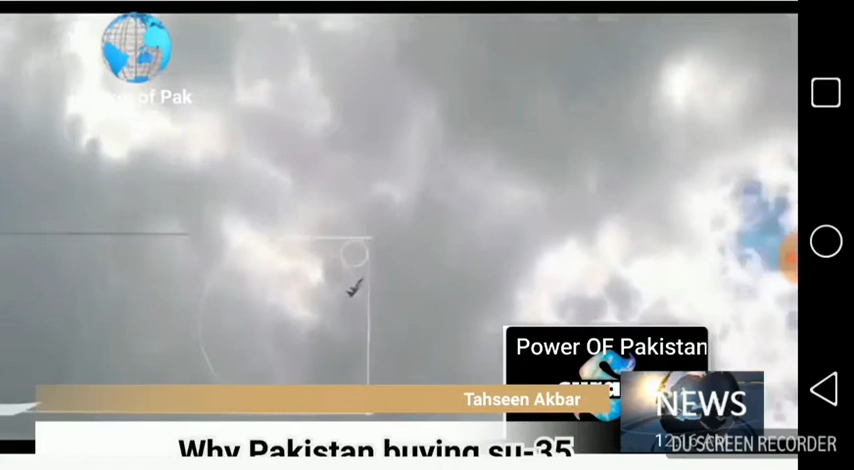 of Pak
Power OF Pakistan
Tahseen Akbar
NEWS
DU SCREEN RECORDER
Why Pakistan buying su-35